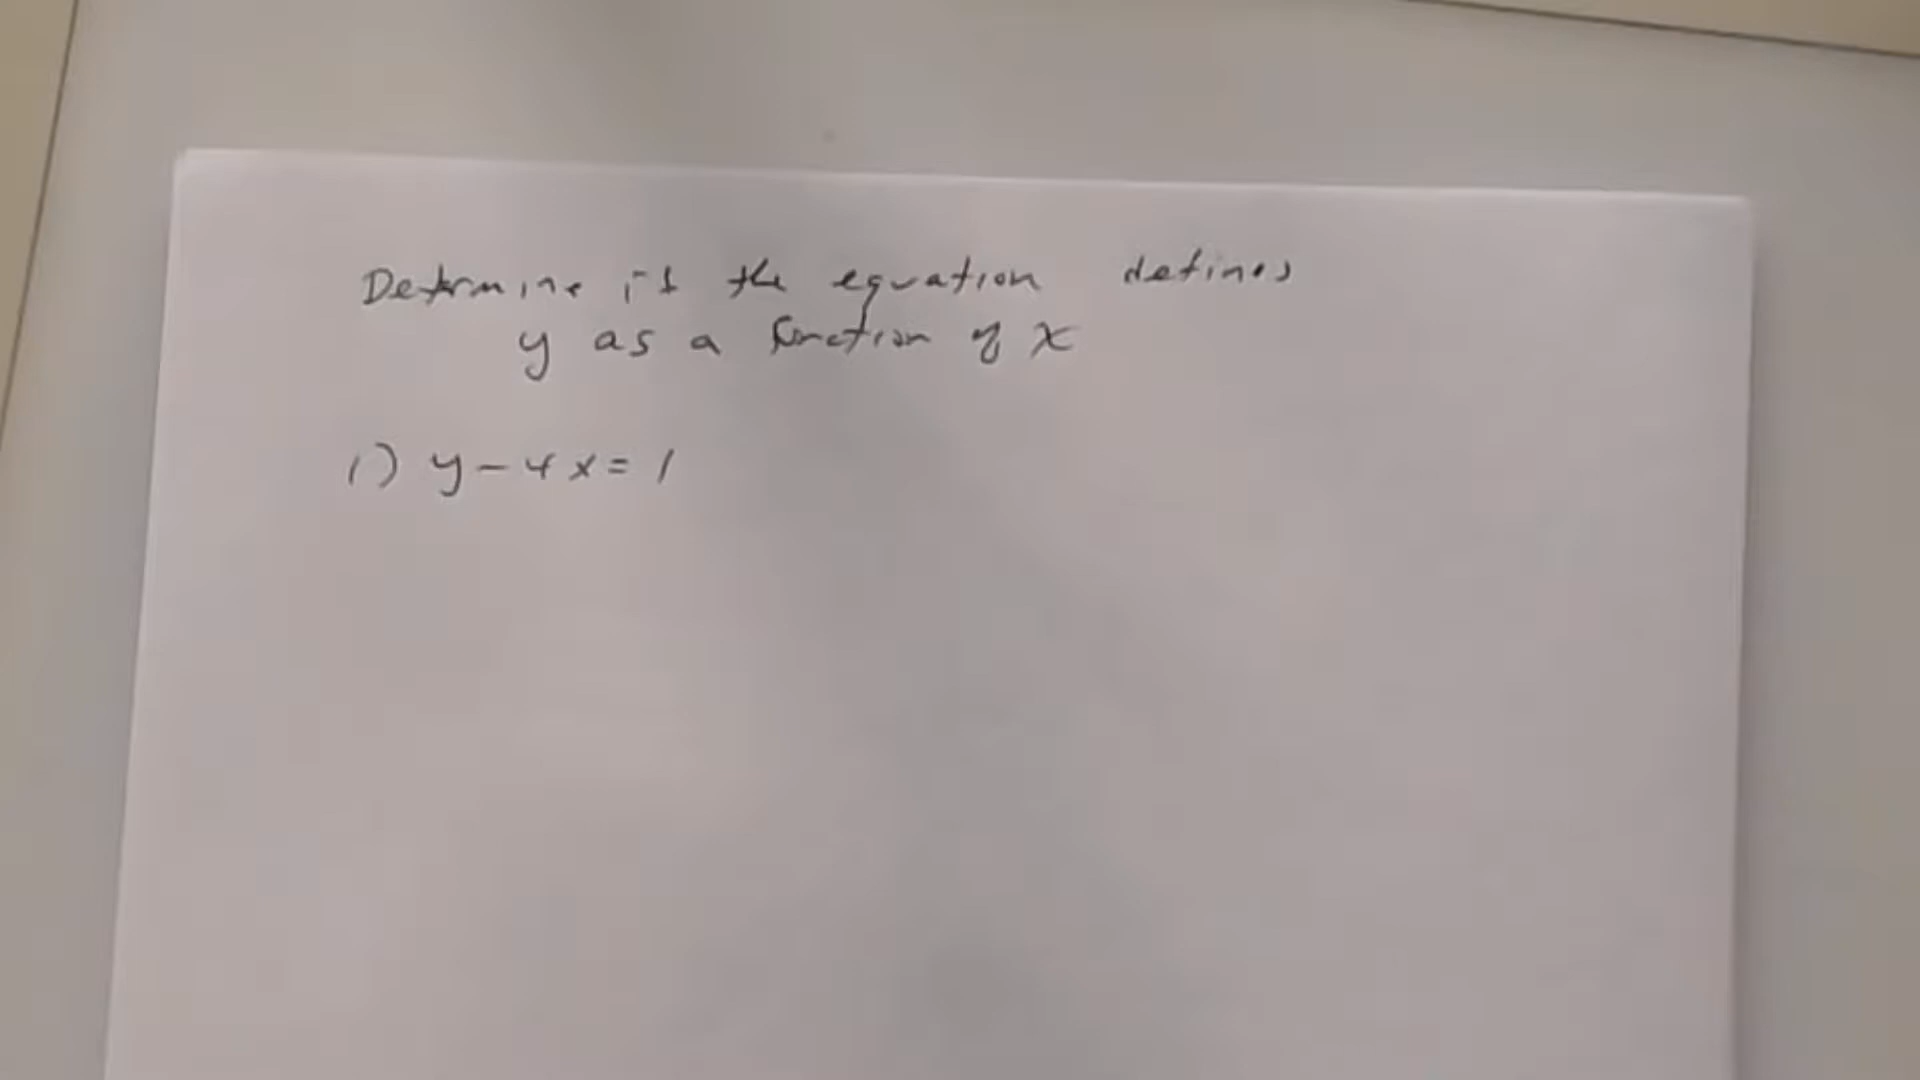 Determine if the equation defines
y as a function of x
1) y - 4x = 1